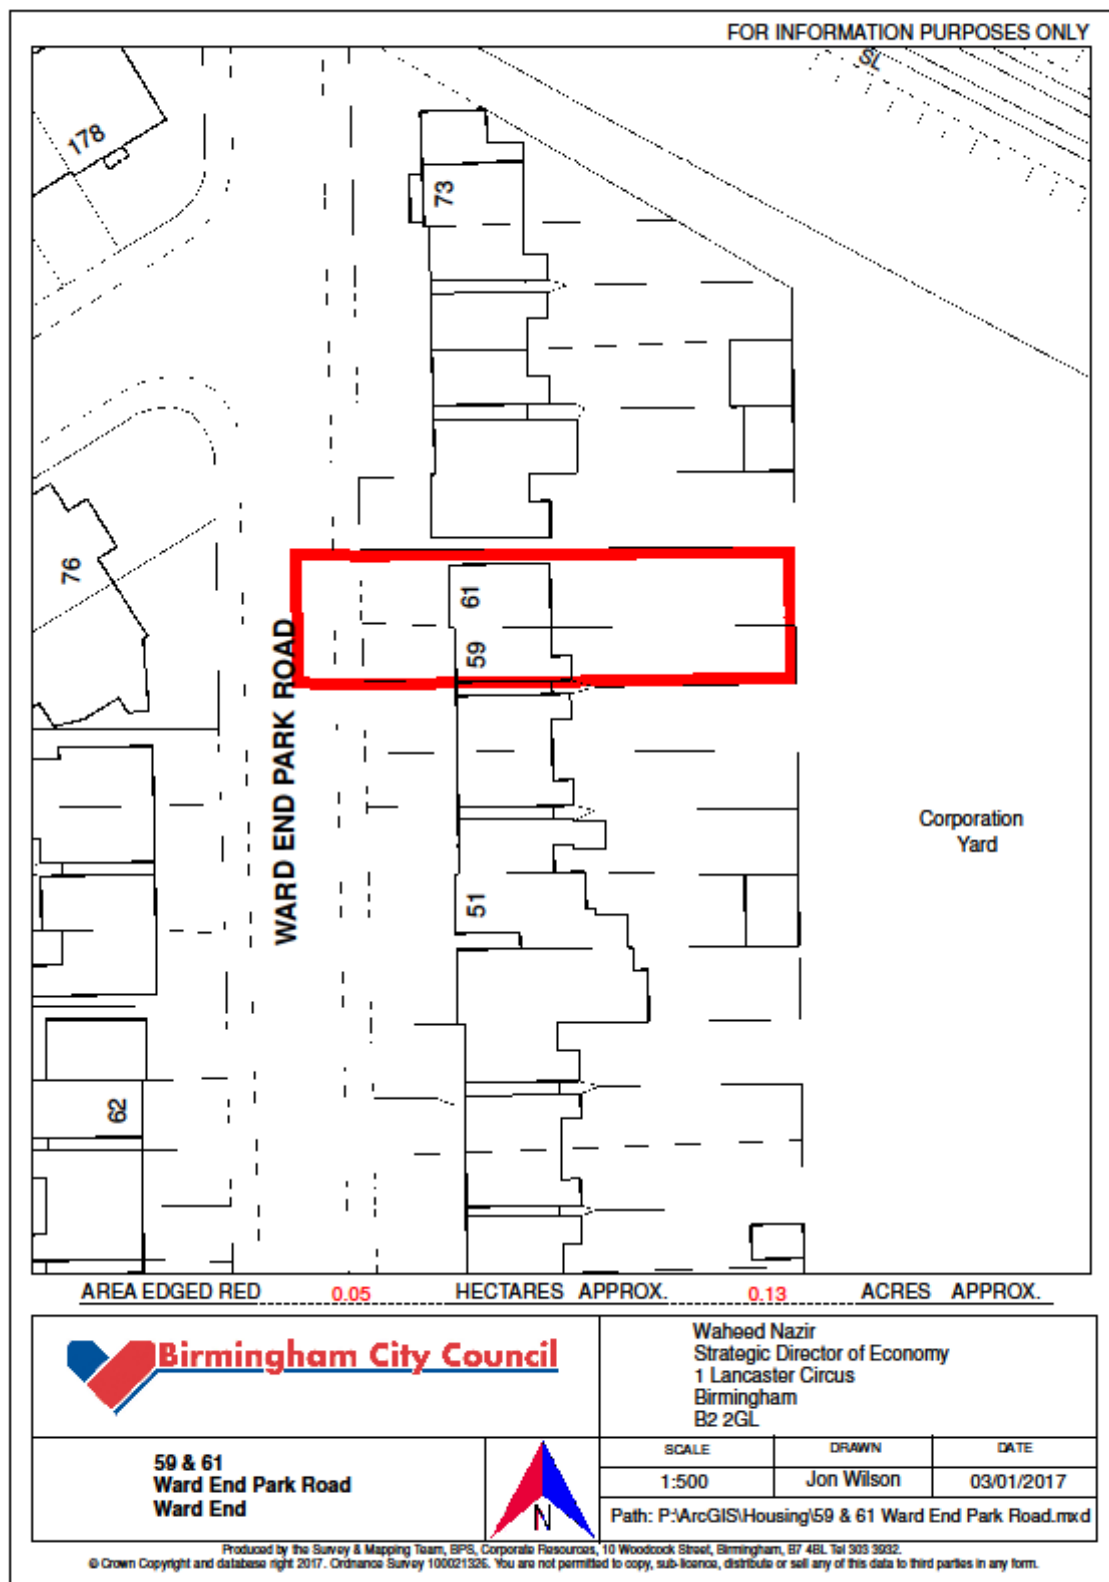 FOR INFORMATION PURPOSES ONLY
SL
178
73
76
61
59
WARD END PARK ROAD
Corporation
Yard
51
62
AREA EDGED RED 0.05 HECTARES APPROX. 0.13 ACRES APPROX.
Birmingham City Council
Waheed Nazir
Strategic Director of Economy
1 Lancaster Circus
Birmingham
B2 2GL
59 & 61
Ward End Park Road
Ward End
N
SCALE DRAWN DATE
1:500 Jon Wilson 03/01/2017
Path: P:\ArcGIS\Housing\59 & 61 Ward End Park Road.mxd
Produced by the Survey & Mapping Team, BPS, Corporate Resources, 10 Woodcock Street, Birmingham, B7 4BL Tel 303 3932.
© Crown Copyright and database right 2017. Ordnance Survey 100021326. You are not permitted to copy, sub-licence, distribute or sell any of this data to third parties in any form.